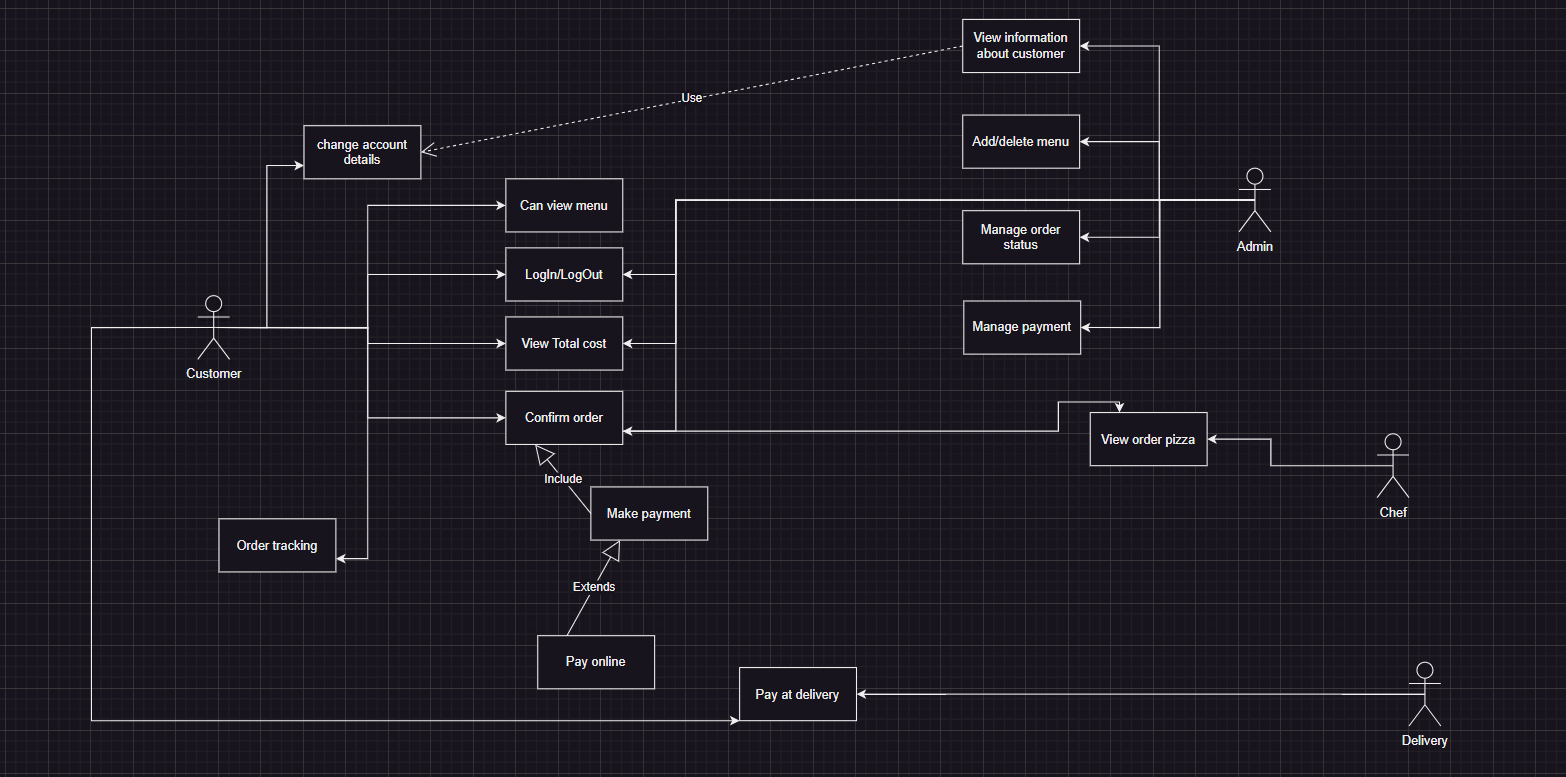 View information
about customer
Use
change account
details
Add/delete menu
Can view menu
Manage order
status
Admin
LogIn/LogOut
Manage payment
View Total cost
Customer
Confirm order
View order pizza
Include
Chef
Make payment
Order tracking
Extends
Pay online
Pay at delivery
Delivery